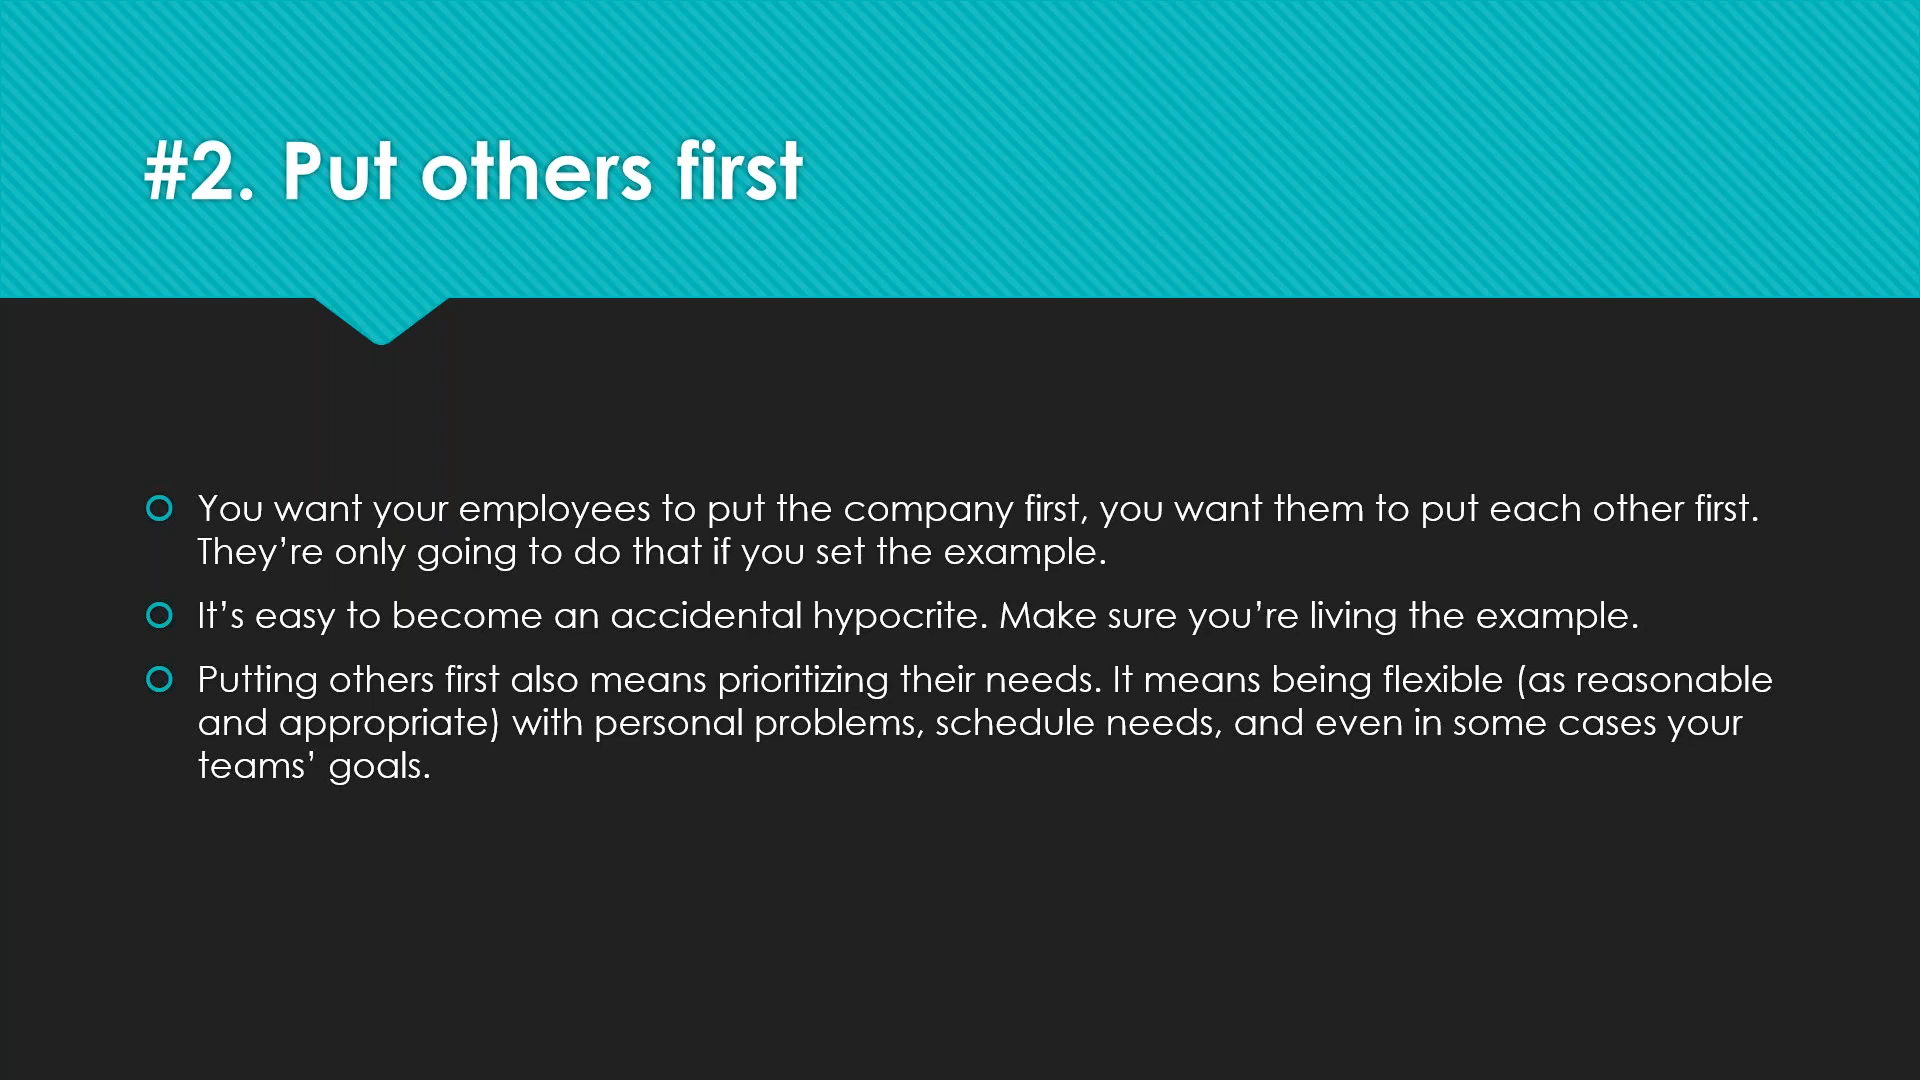 #2. Put others first
You want your employees to put the company first, you want them to put each other first.
They’re only going to do that if you set the example.
It’s easy to become an accidental hypocrite. Make sure you’re living the example.
Putting others first also means prioritizing their needs. It means being flexible (as reasonable
and appropriate) with personal problems, schedule needs, and even in some cases your
teams’ goals.